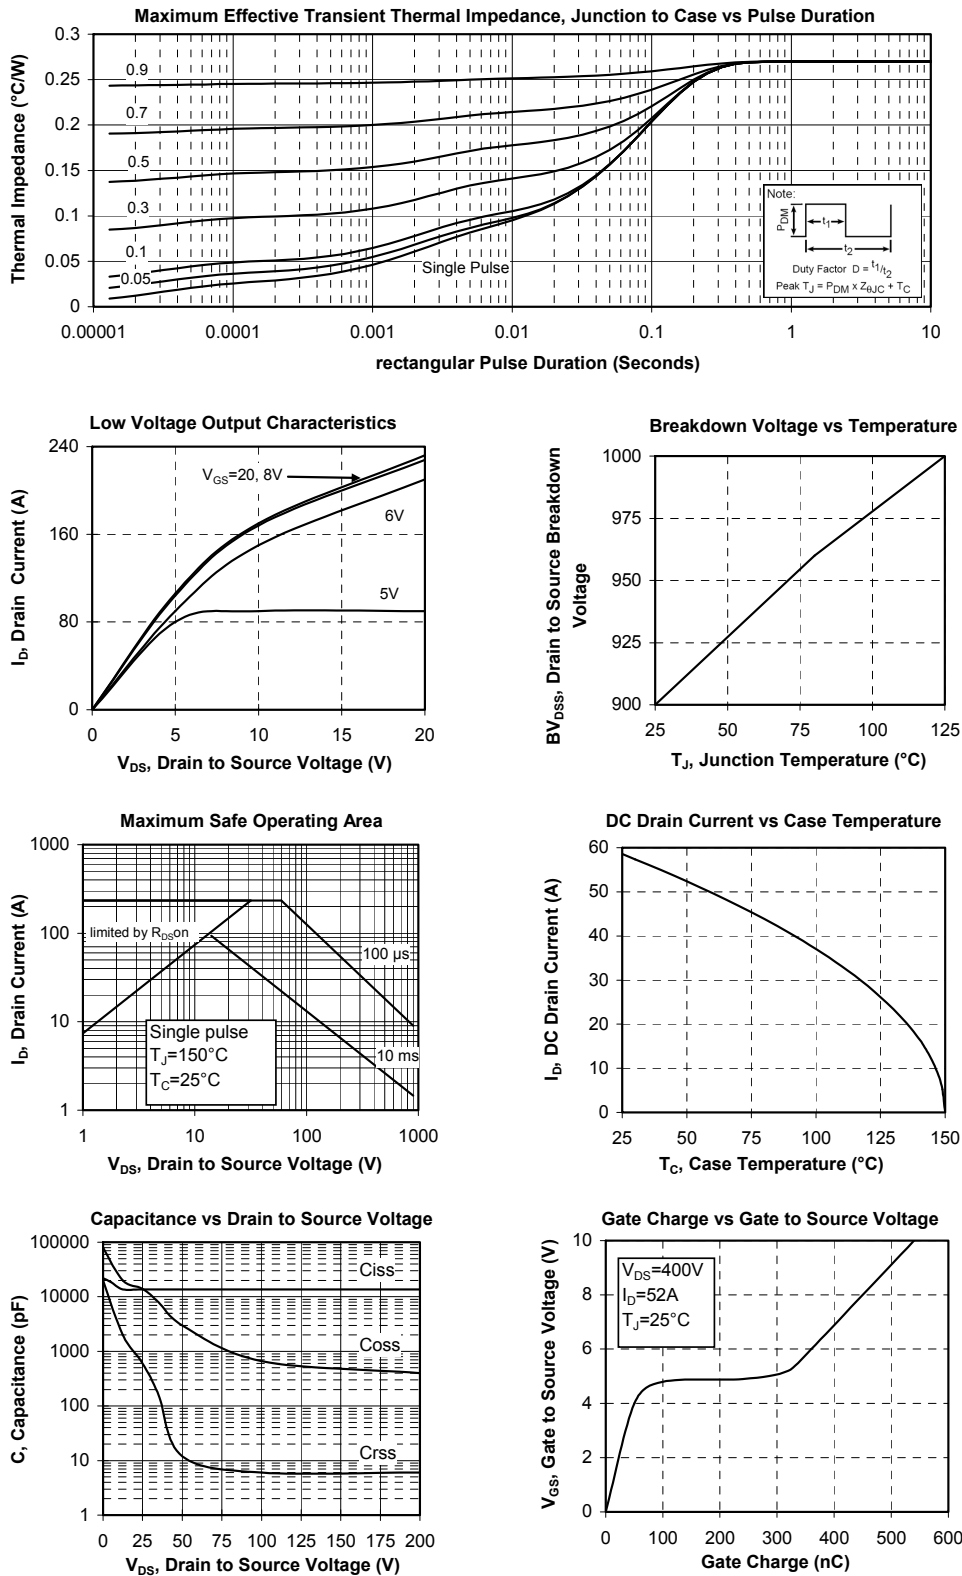 Maximum Effective Transient Thermal Impedance, Junction to Case vs Pulse Duration
Thermal Impedance (°C/W)
0.3
0.25
0.2
0.15
0.1
0.05
0
0.9
0.7
0.5
0.3
0.1
0.05
Single Pulse
Note:
PDM
t1
t2
Duty Factor D = t1/t2
Peak TJ = PDM x ZθJC + TC
0.00001
0.0001
0.001
0.01
0.1
1
10
rectangular Pulse Duration (Seconds)
Low Voltage Output Characteristics
ID, Drain Current (A)
240
160
80
0
VGS=20, 8V
6V
5V
0
5
10
15
20
VDS, Drain to Source Voltage (V)
Breakdown Voltage vs Temperature
BVDSS, Drain to Source Breakdown
Voltage
1000
975
950
925
900
25
50
75
100
125
TJ, Junction Temperature (°C)
Maximum Safe Operating Area
ID, Drain Current (A)
1000
100
10
1
limited by RDSon
100 µs
10 ms
Single pulse
TJ=150°C
TC=25°C
1
10
100
1000
VDS, Drain to Source Voltage (V)
DC Drain Current vs Case Temperature
ID, DC Drain Current (A)
60
50
40
30
20
10
0
25
50
75
100
125
150
TC, Case Temperature (°C)
Capacitance vs Drain to Source Voltage
C, Capacitance (pF)
100000
10000
1000
100
10
1
Ciss
Coss
Crss
0
25
50
75
100
125
150
175
200
VDS, Drain to Source Voltage (V)
Gate Charge vs Gate to Source Voltage
VGS, Gate to Source Voltage (V)
10
8
6
4
2
0
VDS=400V
ID=52A
TJ=25°C
0
100
200
300
400
500
600
Gate Charge (nC)